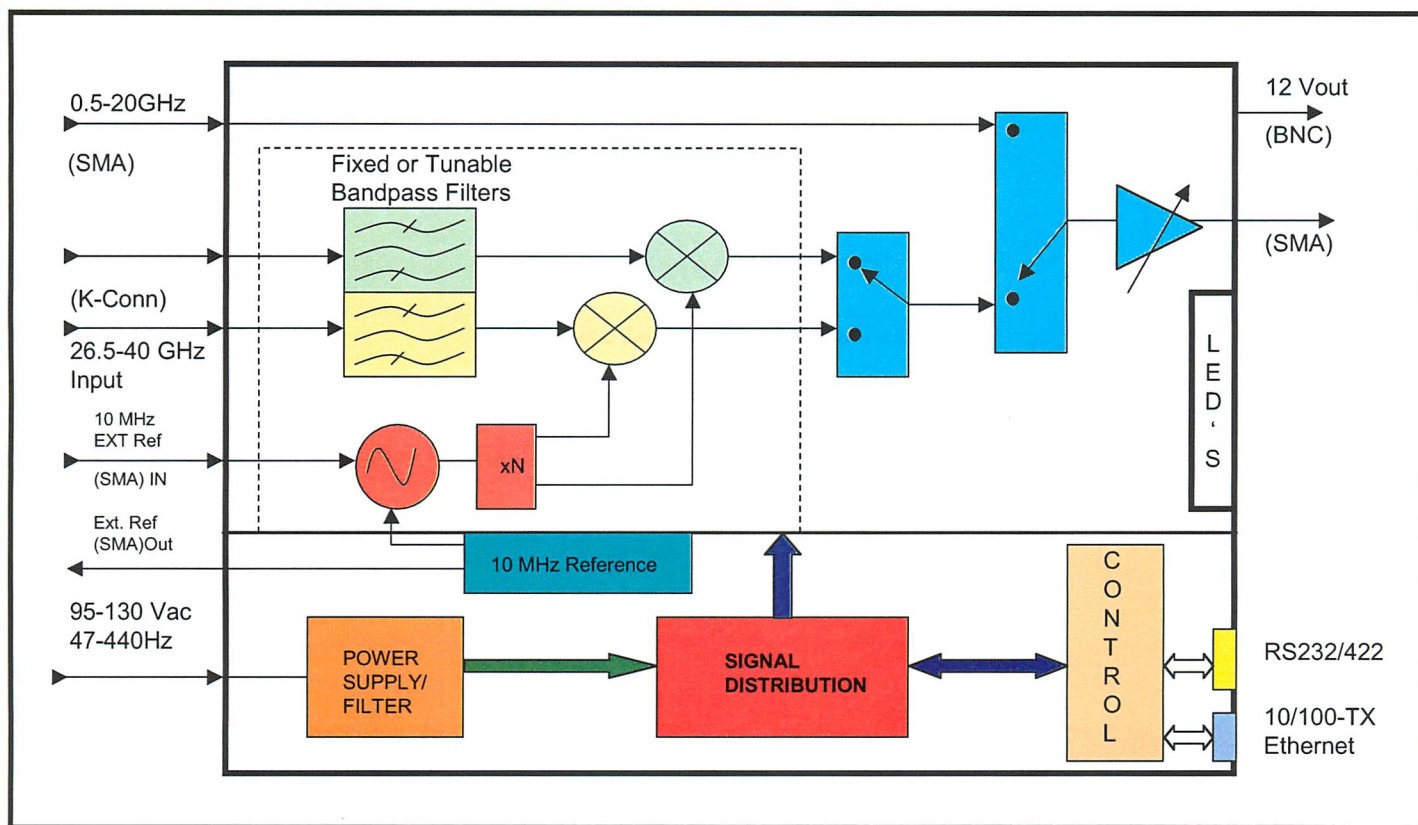 0.5-20GHz
(SMA)
Fixed or Tunable
Bandpass Filters
12 Vout
(BNC)
(SMA)
(K-Conn)
26.5-40 GHz
Input
10 MHz
EXT Ref
(SMA) IN
xN
L
E
D
'
S
Ext. Ref
(SMA)Out
10 MHz Reference
95-130 Vac
47-440Hz
POWER
SUPPLY/
FILTER
SIGNAL
DISTRIBUTION
C
O
N
T
R
O
L
RS232/422
10/100-TX
Ethernet